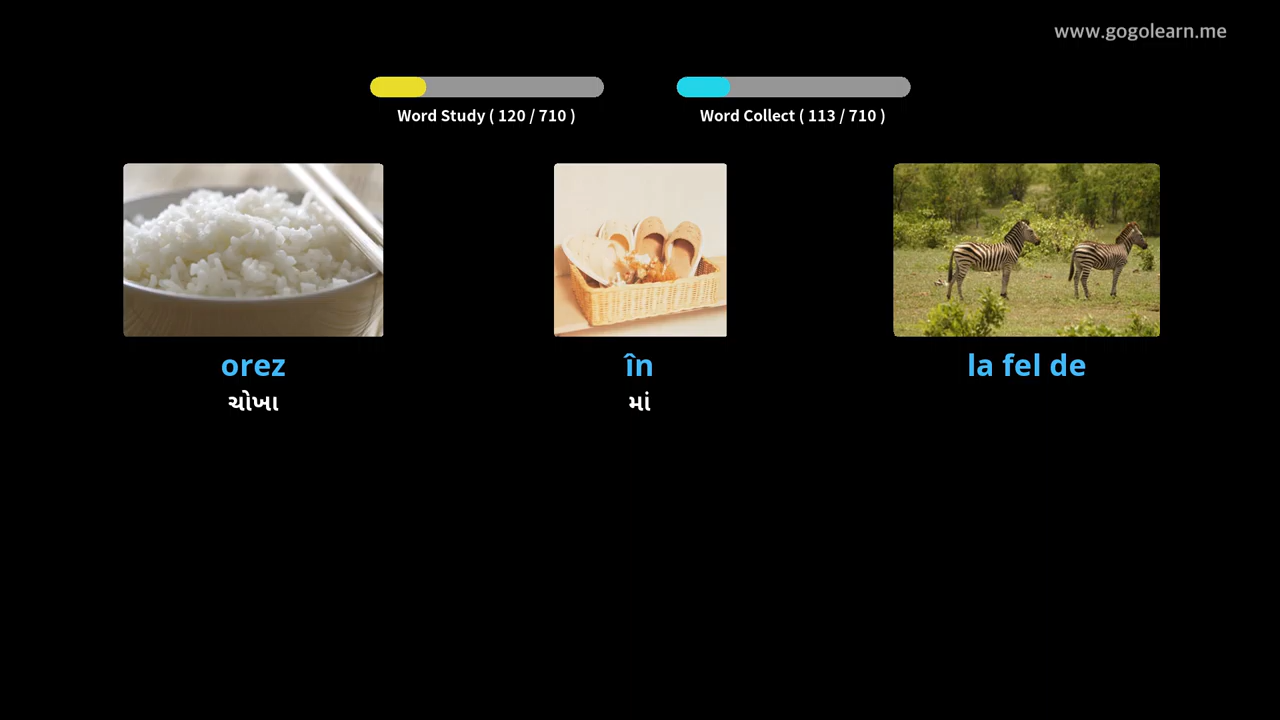 www.gogolearn.me
Word Study ( 120 / 710 )
Word Collect ( 113 / 710 )
orez
în
la fel de
ચોખા
માં